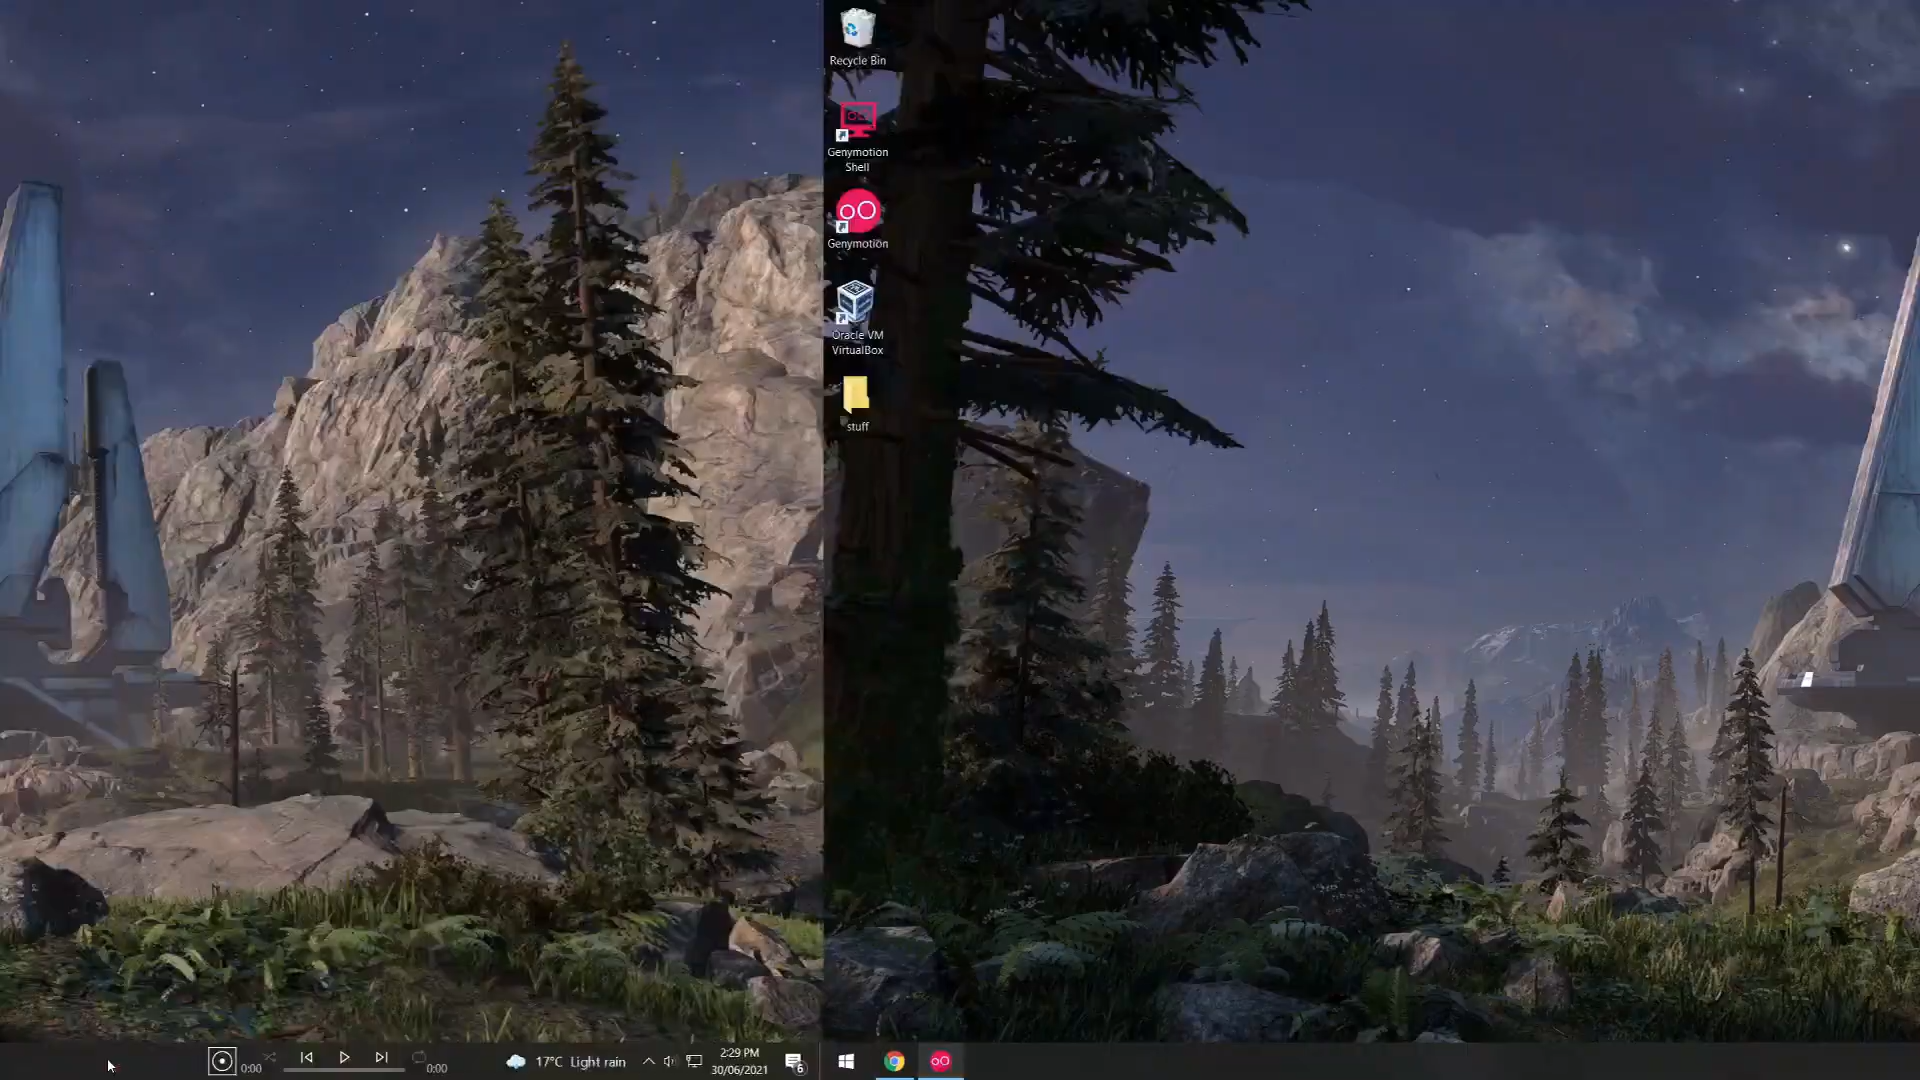 Recycle Bin
Genymotion
Shell
Genymotion
Oracle VM
VirtualBox
stuff
0:00
0:00
17°C Light rain
2:29 PM
30/06/2021
6